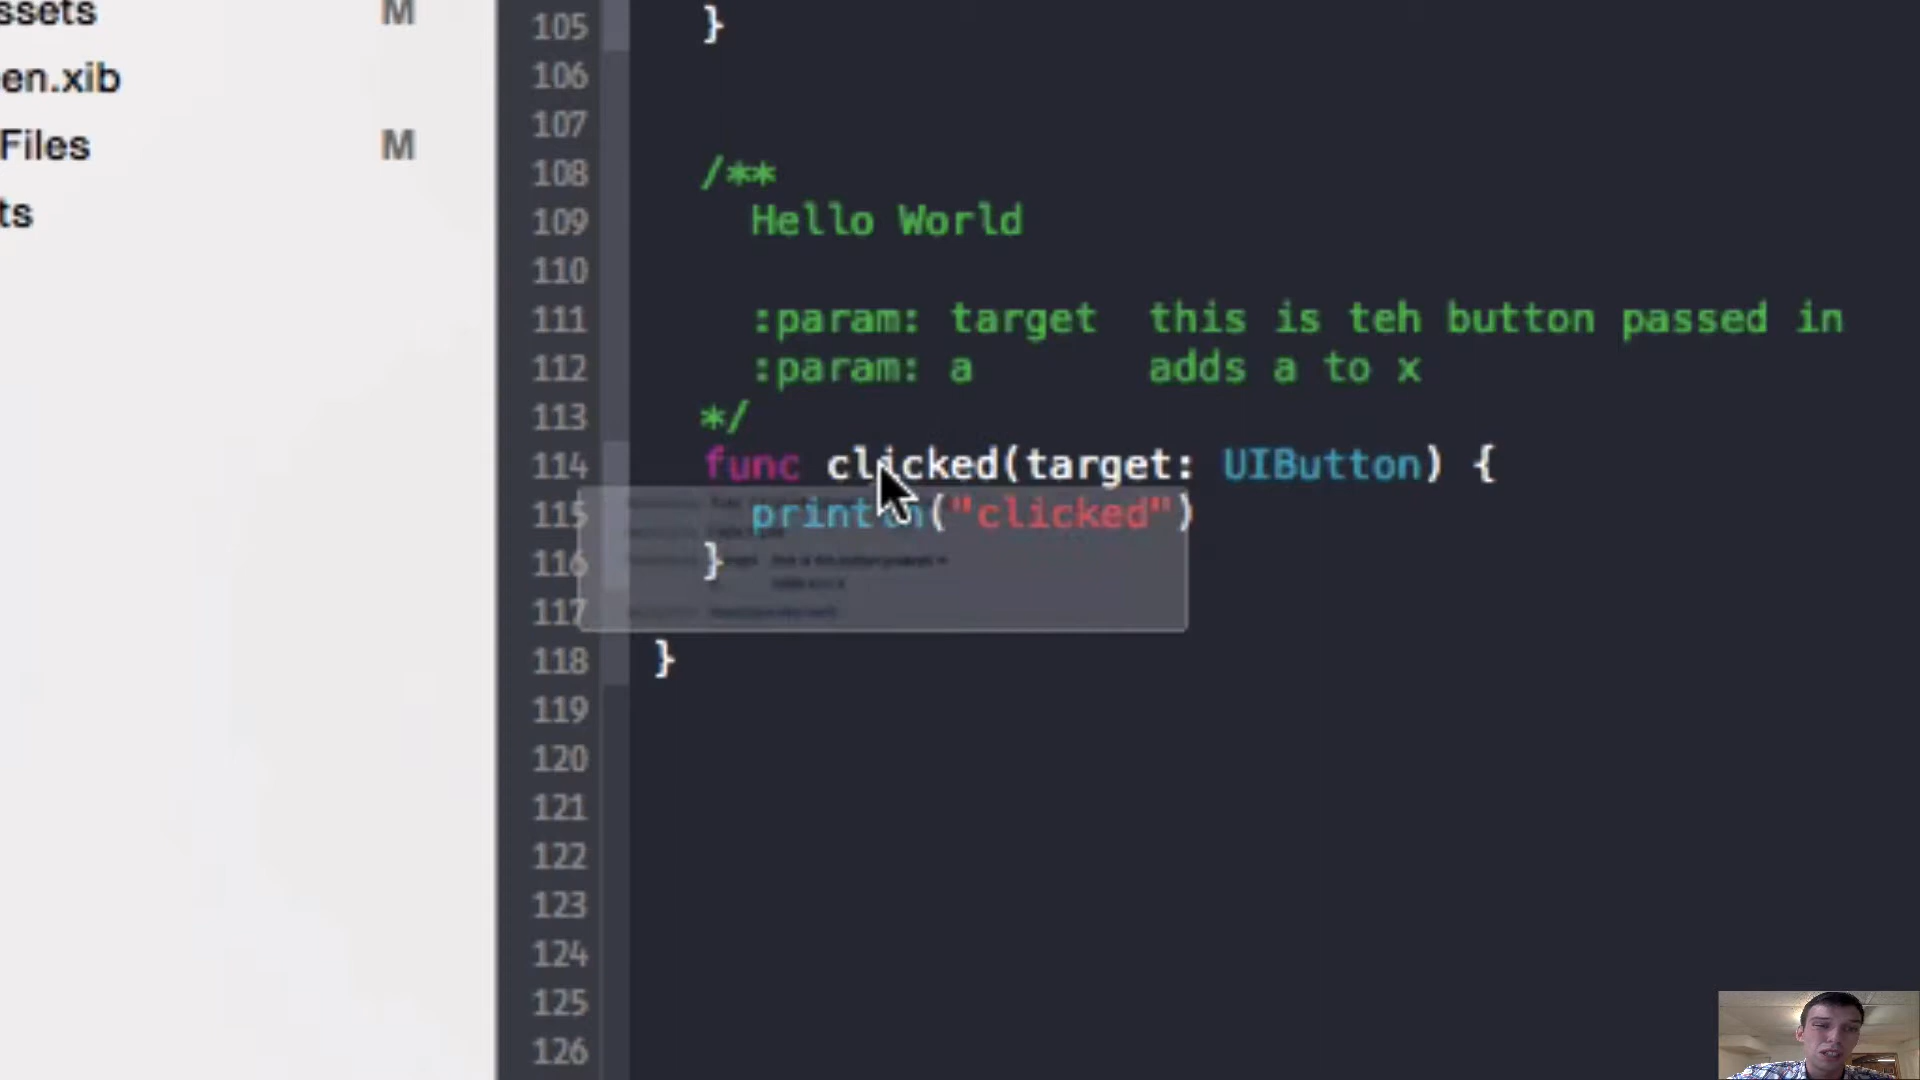 ssets M
en.xib
Files M
ts
105 }
106
107
108 /**
109 Hello World
110
111 :param: target this is teh button passed in
112 :param: a adds a to x
113 */
114 func clicked(target: UIButton) {
115 println("clicked")
116 }
117
118 }
119
120
121
122
123
124
125
126